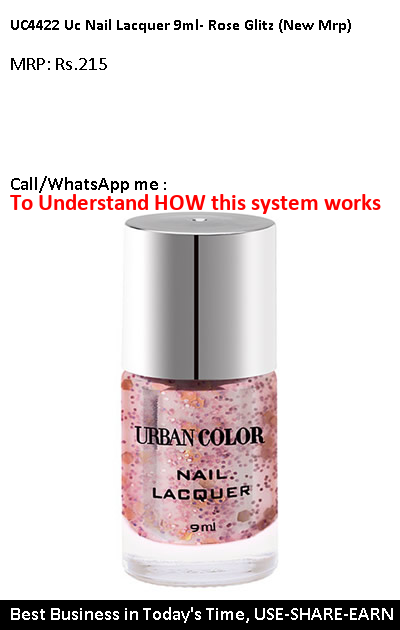 UC4422 Uc Nail Lacquer 9ml- Rose Glitz (New Mrp)
MRP: Rs.215
Call/WhatsApp me :
To Understand HOW this system works
URBAN COLOR
NAIL
LACQUER
9ml
Best Business in Today's Time, USE-SHARE-EARN